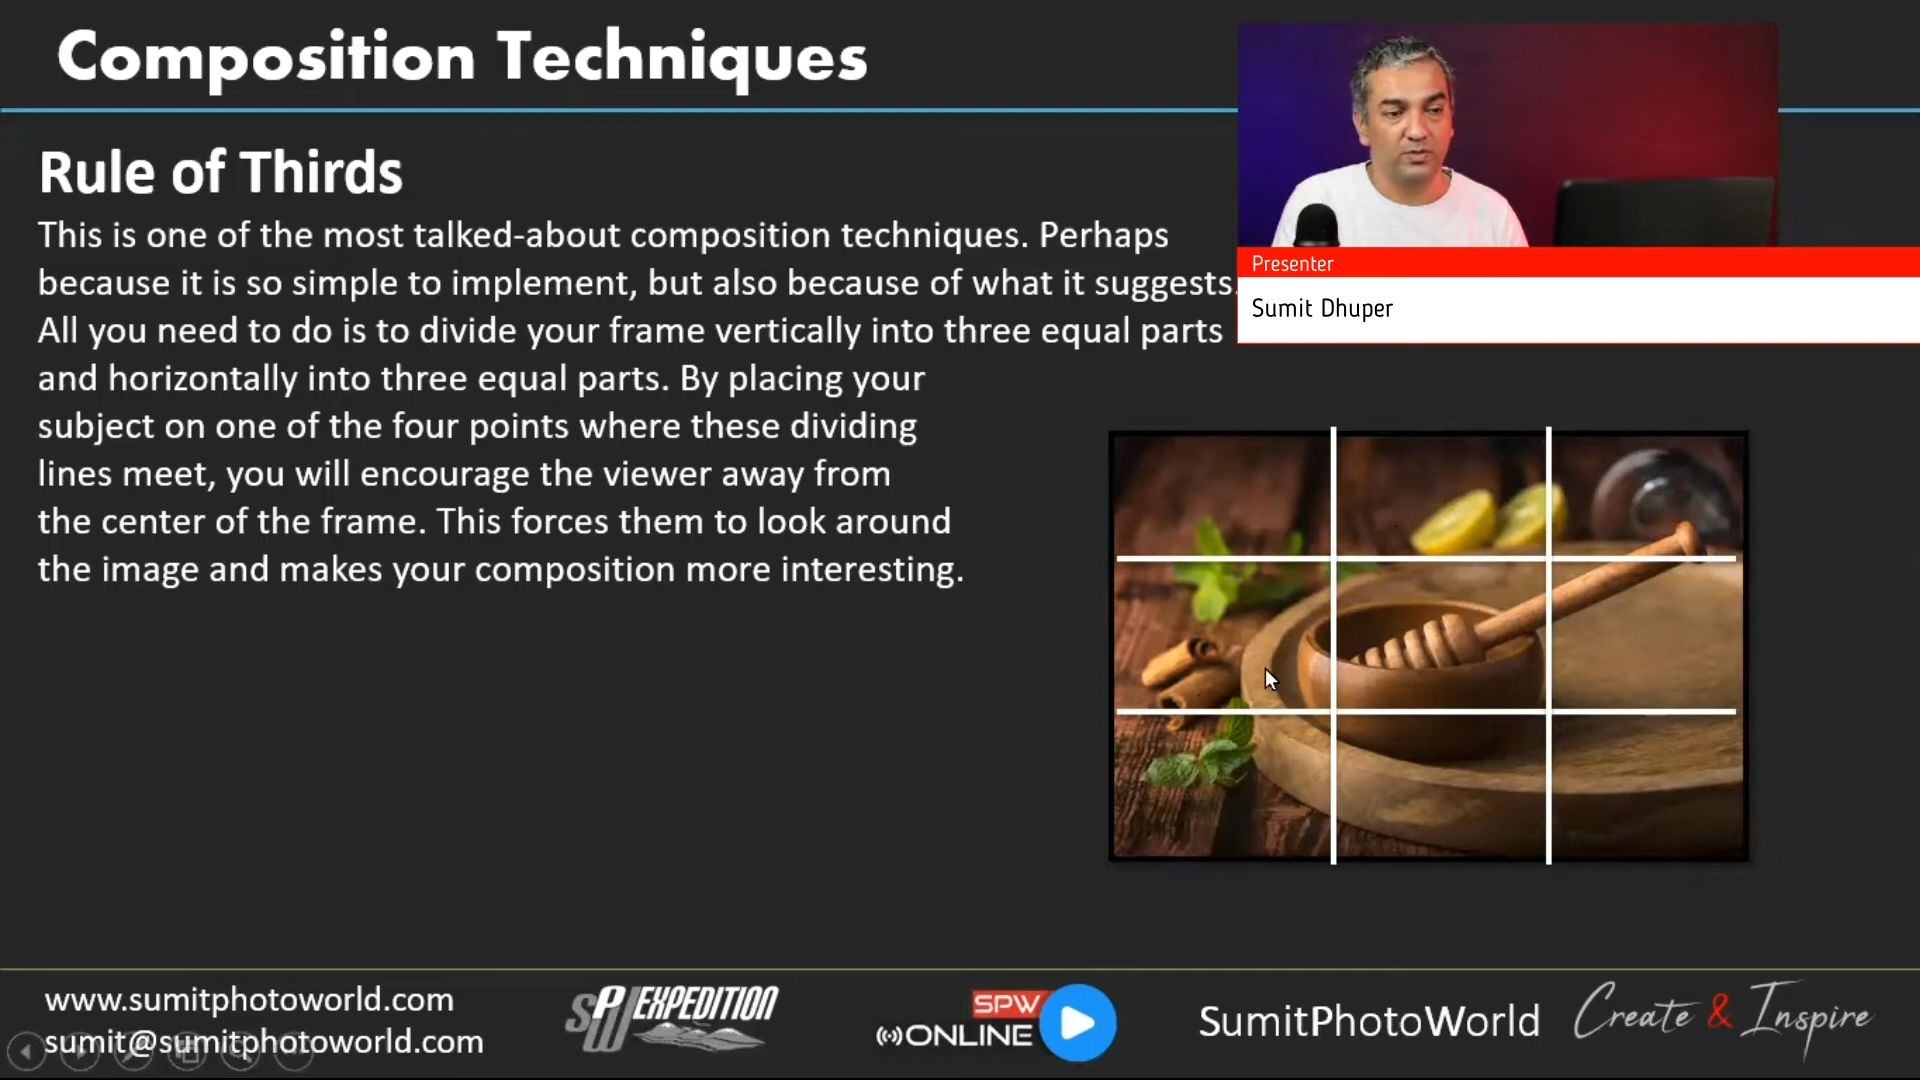 Composition Techniques
Rule of Thirds
This is one of the most talked-about composition techniques. Perhaps
because it is so simple to implement, but also because of what it suggests.
All you need to do is to divide your frame vertically into three equal parts
and horizontally into three equal parts. By placing your
subject on one of the four points where these dividing
lines meet, you will encourage the viewer away from
the center of the frame. This forces them to look around
the image and makes your composition more interesting.
Presenter
Sumit Dhuper
www.sumitphotoworld.com
sumit@sumitphotoworld.com
SPW EXPEDITION
SPW
ONLINE
SumitPhotoWorld
Create & Inspire